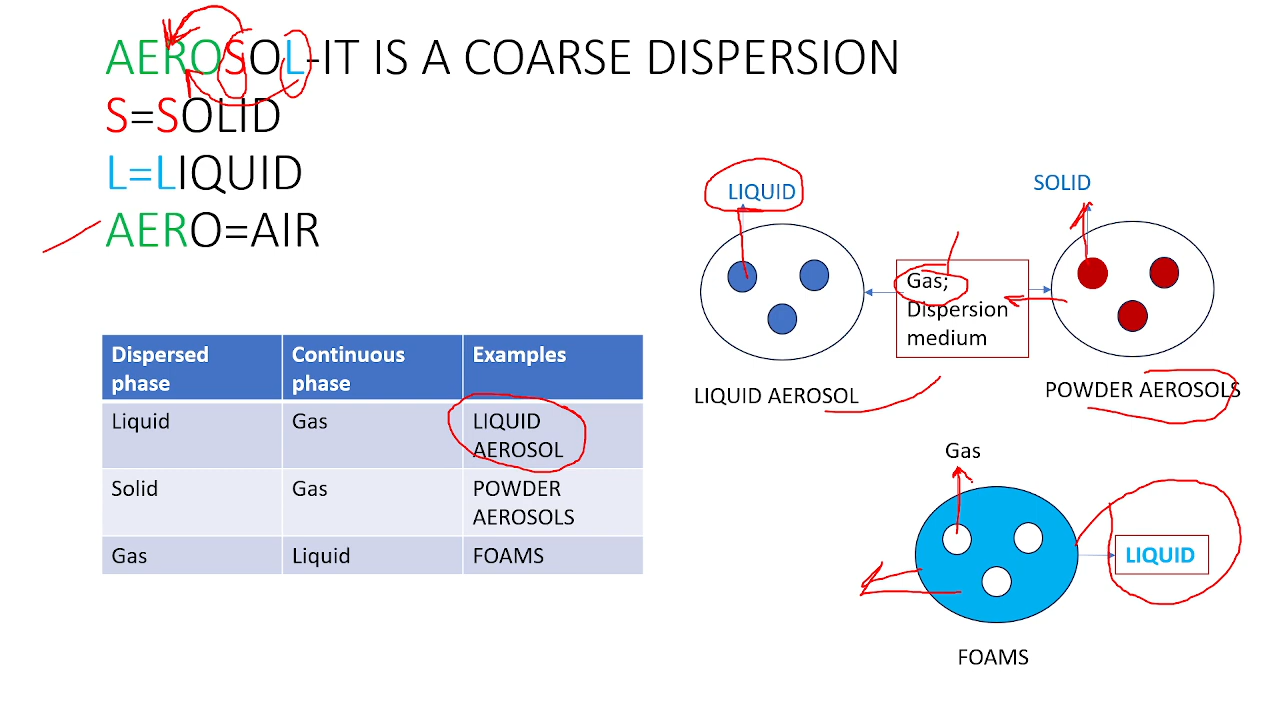 AEROSOL-IT IS A COARSE DISPERSION
S=SOLID
L=LIQUID
AERO=AIR
LIQUID
SOLID
Gas;
Dispersion
medium
LIQUID AEROSOL
POWDER AEROSOLS
Dispersed phase
Continuous phase
Examples
Liquid
Gas
LIQUID AEROSOL
Solid
Gas
POWDER AEROSOLS
Gas
Liquid
FOAMS
Gas
LIQUID
FOAMS